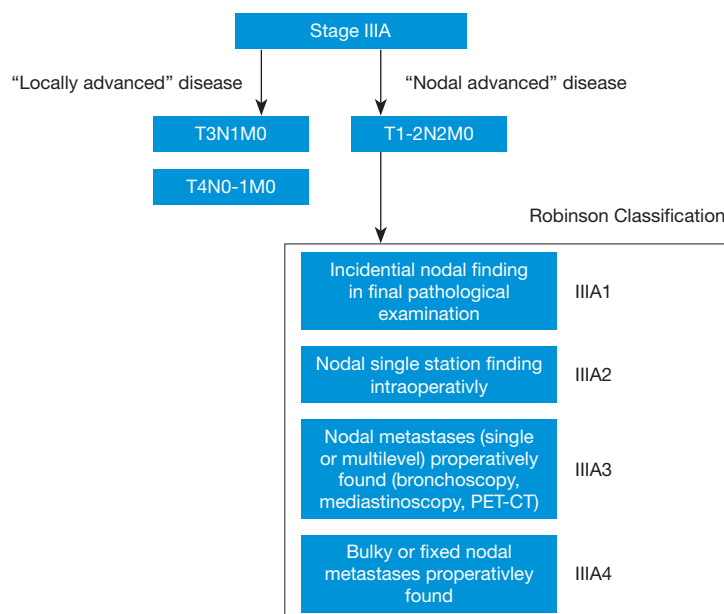 Stage IIIA
“Locally advanced” disease
“Nodal advanced” disease
T3N1M0
T1-2N2M0
T4N0-1M0
Robinson Classification
Incidential nodal finding
in final pathological
examination
IIIA1
Nodal single station finding
intraoperativly
IIIA2
Nodal metastases (single
or multilevel) properatively
found (bronchoscopy,
mediastinoscopy, PET-CT)
IIIA3
Bulky or fixed nodal
metastases properativley
found
IIIA4